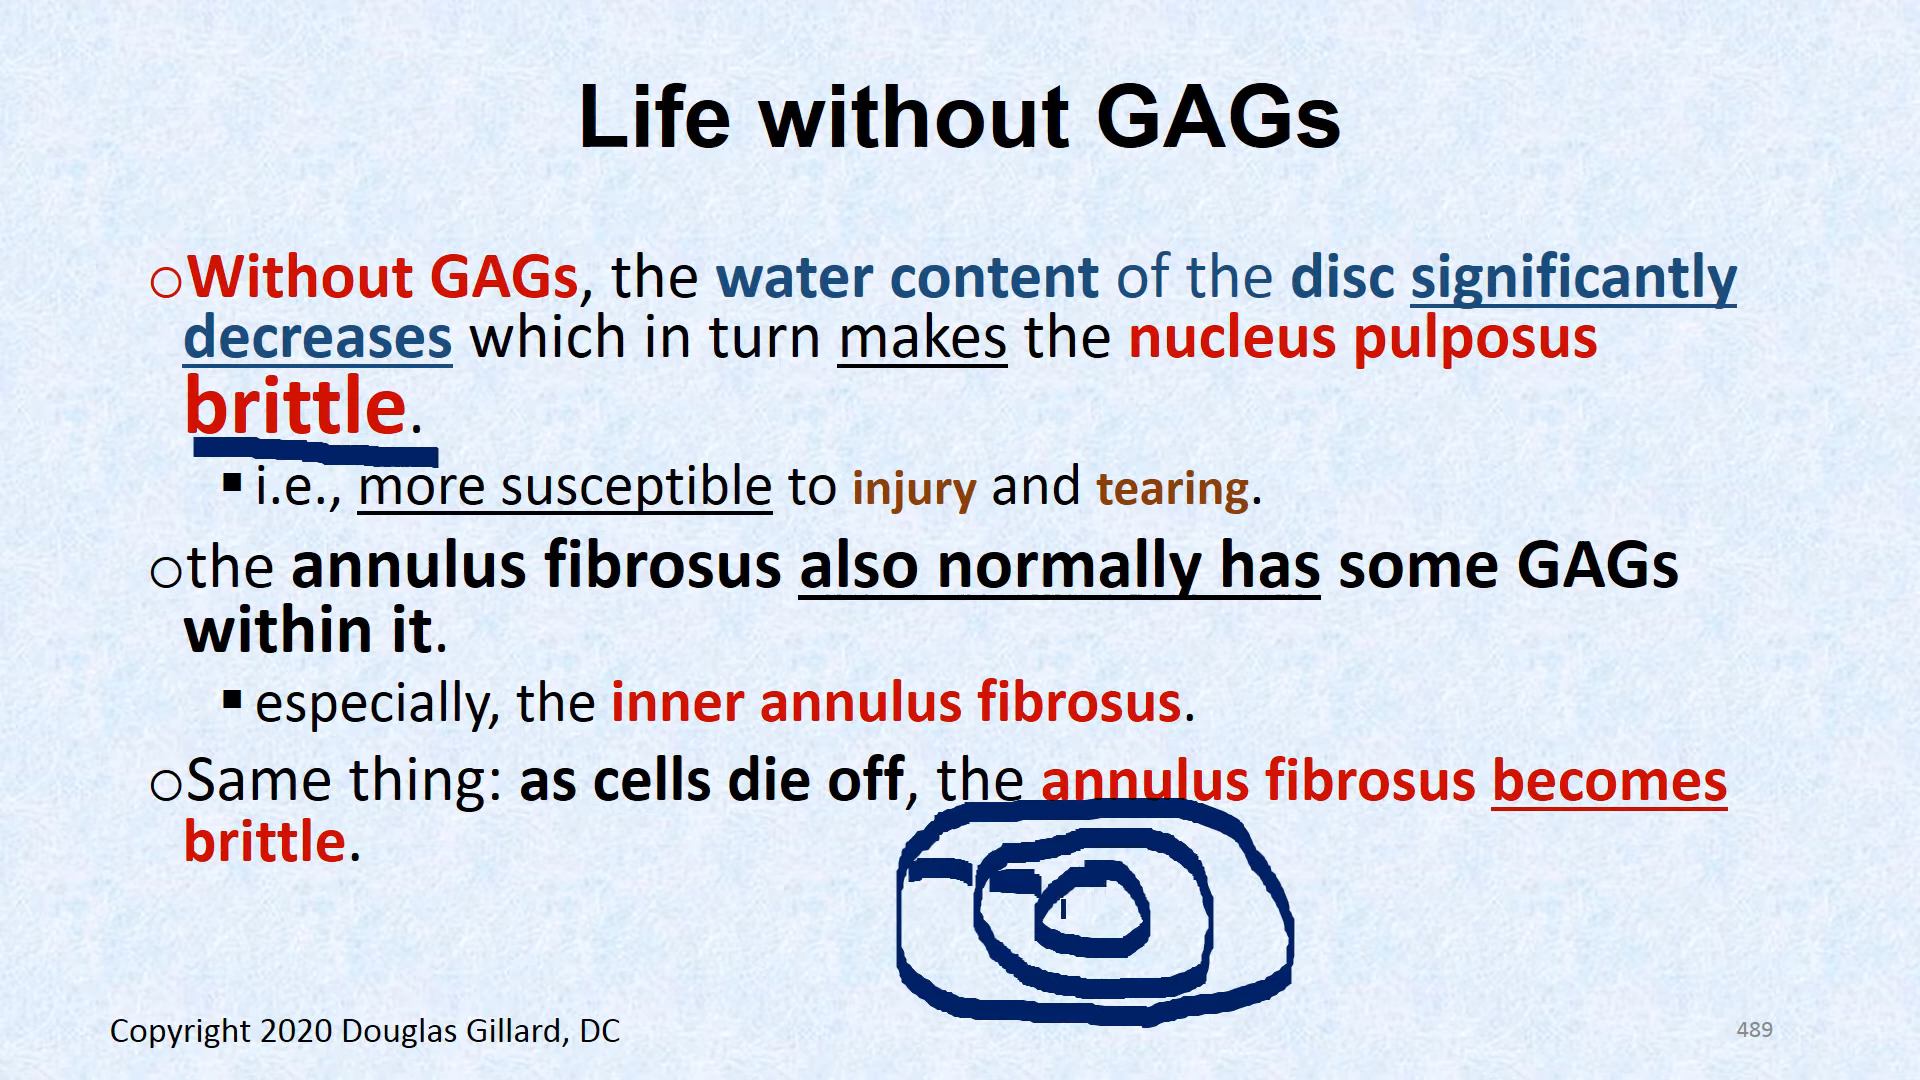 Life without GAGs
oWithout GAGs, the water content of the disc significantly
decreases which in turn makes the nucleus pulposus
brittle.
▪ i.e., more susceptible to injury and tearing.
othe annulus fibrosus also normally has some GAGs
within it.
▪ especially, the inner annulus fibrosus.
oSame thing: as cells die off, the annulus fibrosus becomes
brittle.
Copyright 2020 Douglas Gillard, DC
489